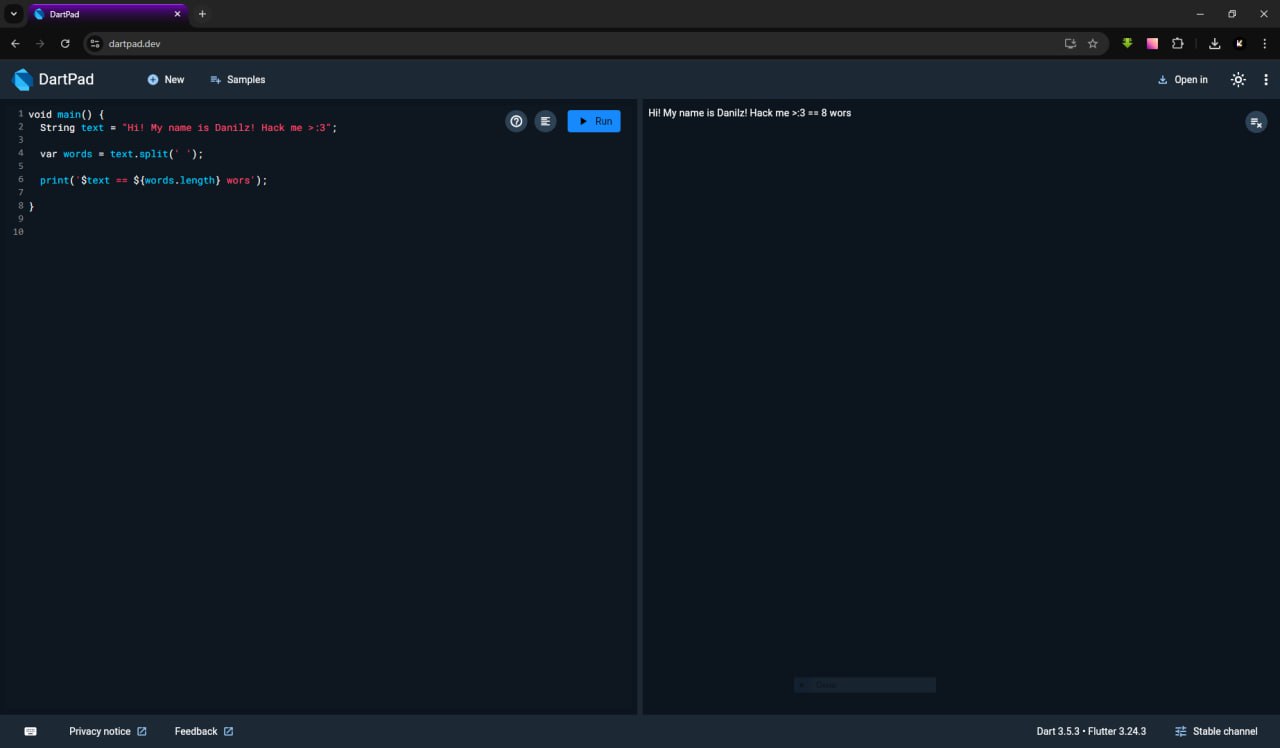 DartPad
dartpad.dev
DartPad
New
Samples
Open in
1 void main() {
2 String text = "Hi! My name is Danilz! Hack me >:3";
3
4 var words = text.split(' ');
5
6 print('$text == ${words.length} wors');
7
8 }
9
10
Run
Hi! My name is Danilz! Hack me >:3 == 8 wors
Privacy notice
Feedback
Dart 3.5.3 • Flutter 3.24.3
Stable channel